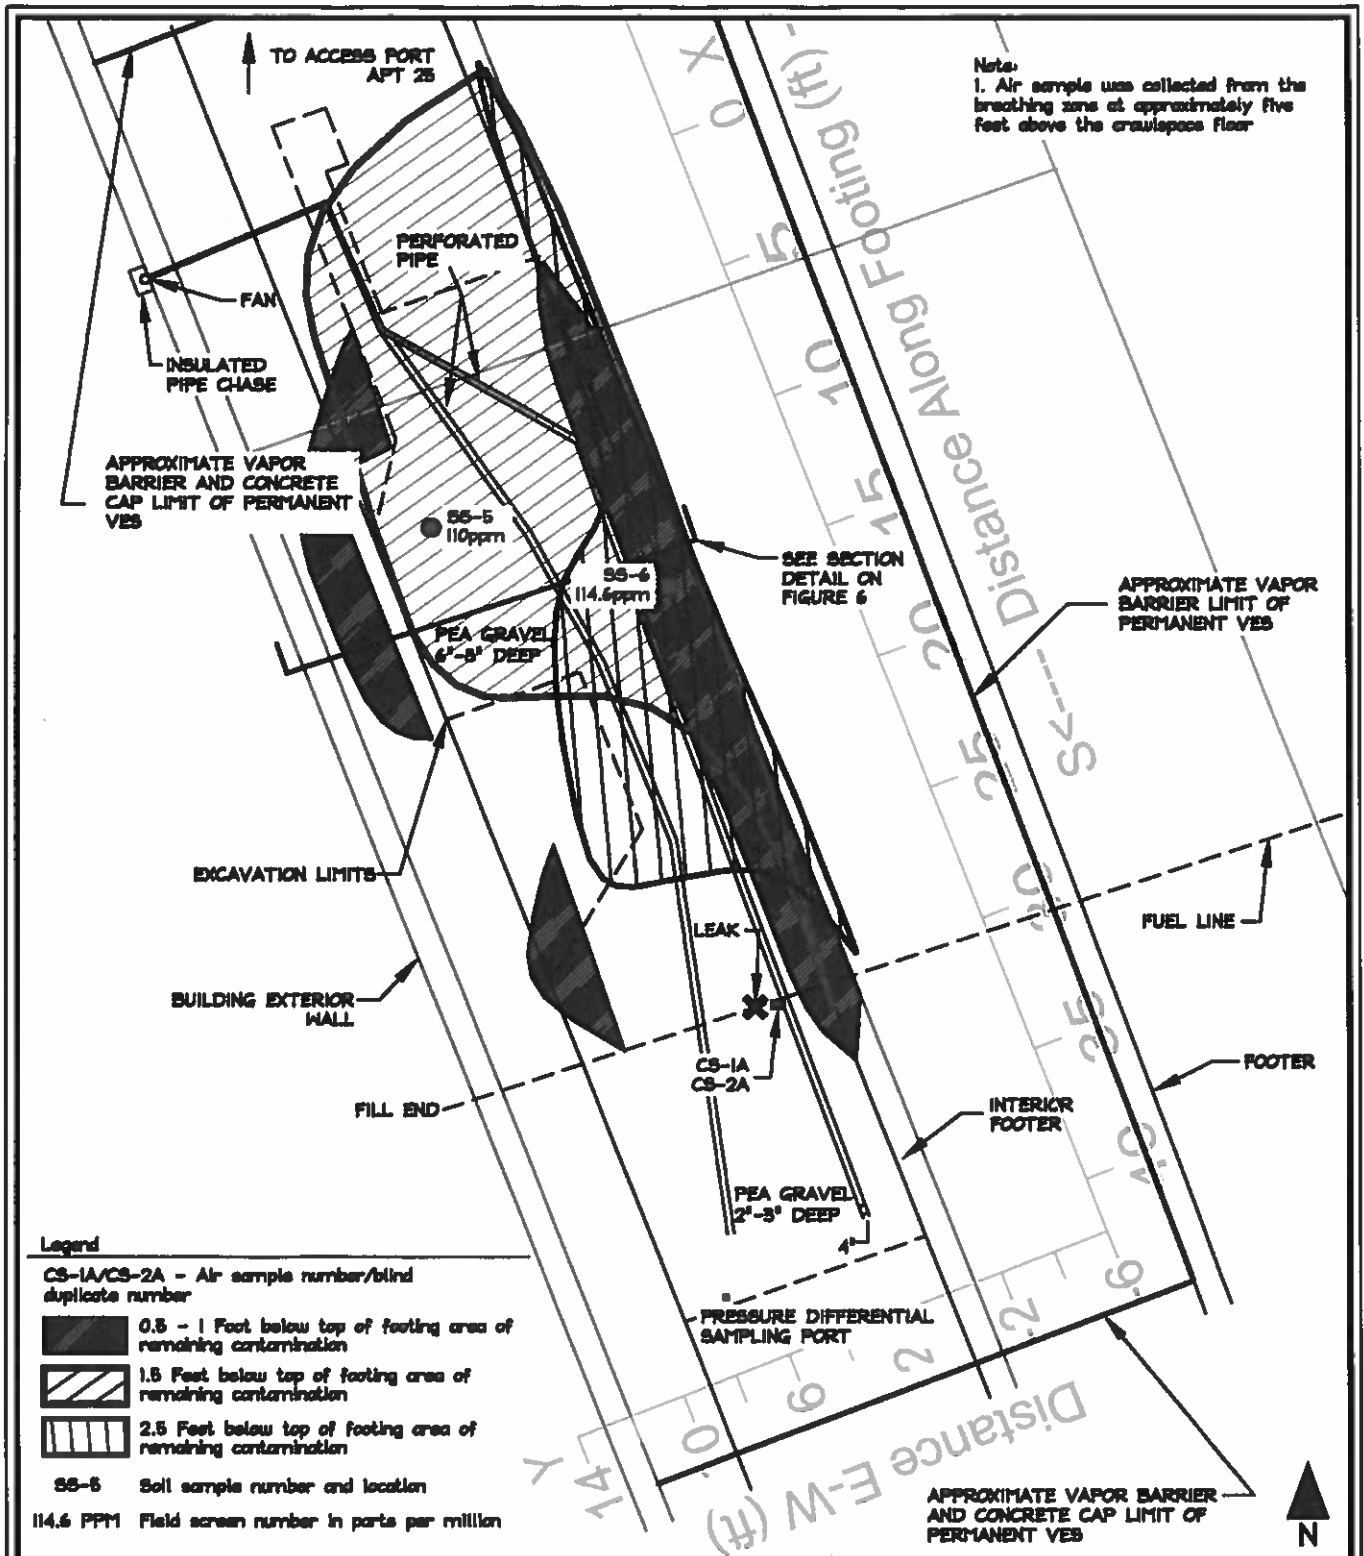 TO ACCESS PORT
APT 25
Note:
1. Air sample was collected from the
breathing zone at approximately five
feet above the crawlspace floor
PERFORATED
PIPE
FAN
INSULATED
PIPE CHASE
APPROXIMATE VAPOR
BARRIER AND CONCRETE
CAP LIMIT OF PERMANENT
VES
SS-5
110ppm
SS-6
114.6ppm
SEE SECTION
DETAIL ON
FIGURE 6
APPROXIMATE VAPOR
BARRIER LIMIT OF
PERMANENT VES
PEA GRAVEL
6"-8" DEEP
EXCAVATION LIMITS
LEAK
FUEL LINE
BUILDING EXTERIOR
WALL
CS-1A
CS-2A
FOOTER
FILL END
INTERIOR
FOOTER
PEA GRAVEL
2"-3" DEEP
4"
PRESSURE DIFFERENTIAL
SAMPLING PORT
X
0
5
10
15
20
25
30
35
S<---- Distance Along Footing (ft) -
Y
14
6
2
Distance E-W (ft)
Legend
CS-1A/CS-2A - Air sample number/blind
duplicate number
0.5 - 1 Foot below top of footing area of
remaining contamination
1.5 Feet below top of footing area of
remaining contamination
2.5 Feet below top of footing area of
remaining contamination
SS-5 Soil sample number and location
114.6 PPM Field screen number in parts per million
APPROXIMATE VAPOR BARRIER
AND CONCRETE CAP LIMIT OF
PERMANENT VES
N